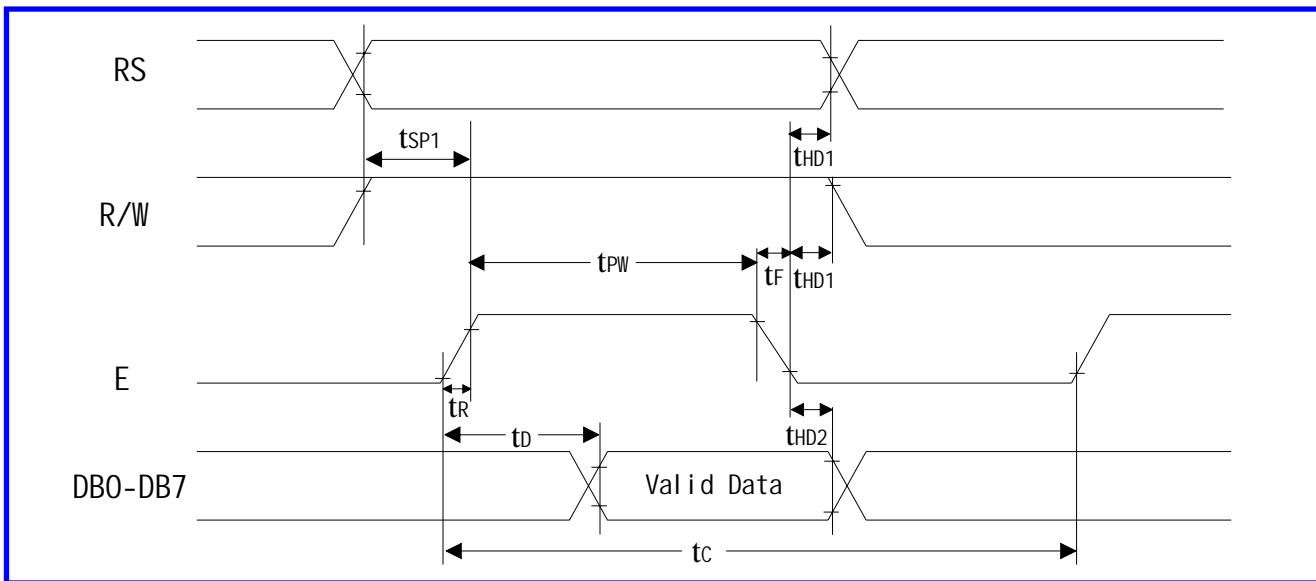 RS
tSP1
tHD1
R/W
tPW
tF
tHD1
E
tR
tD
tHD2
DB0-DB7
Valid Data
tC